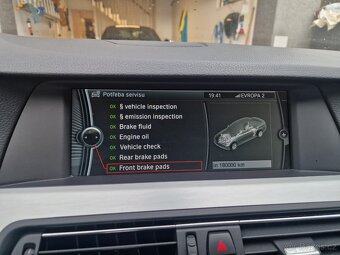 Potřeba servisu
19:41
EVROPA 2
OK § vehicle inspection
OK § emission inspection
OK Brake fluid
OK Engine oil
OK Vehicle check
OK Rear brake pads
OK Front brake pads
in 180000 km